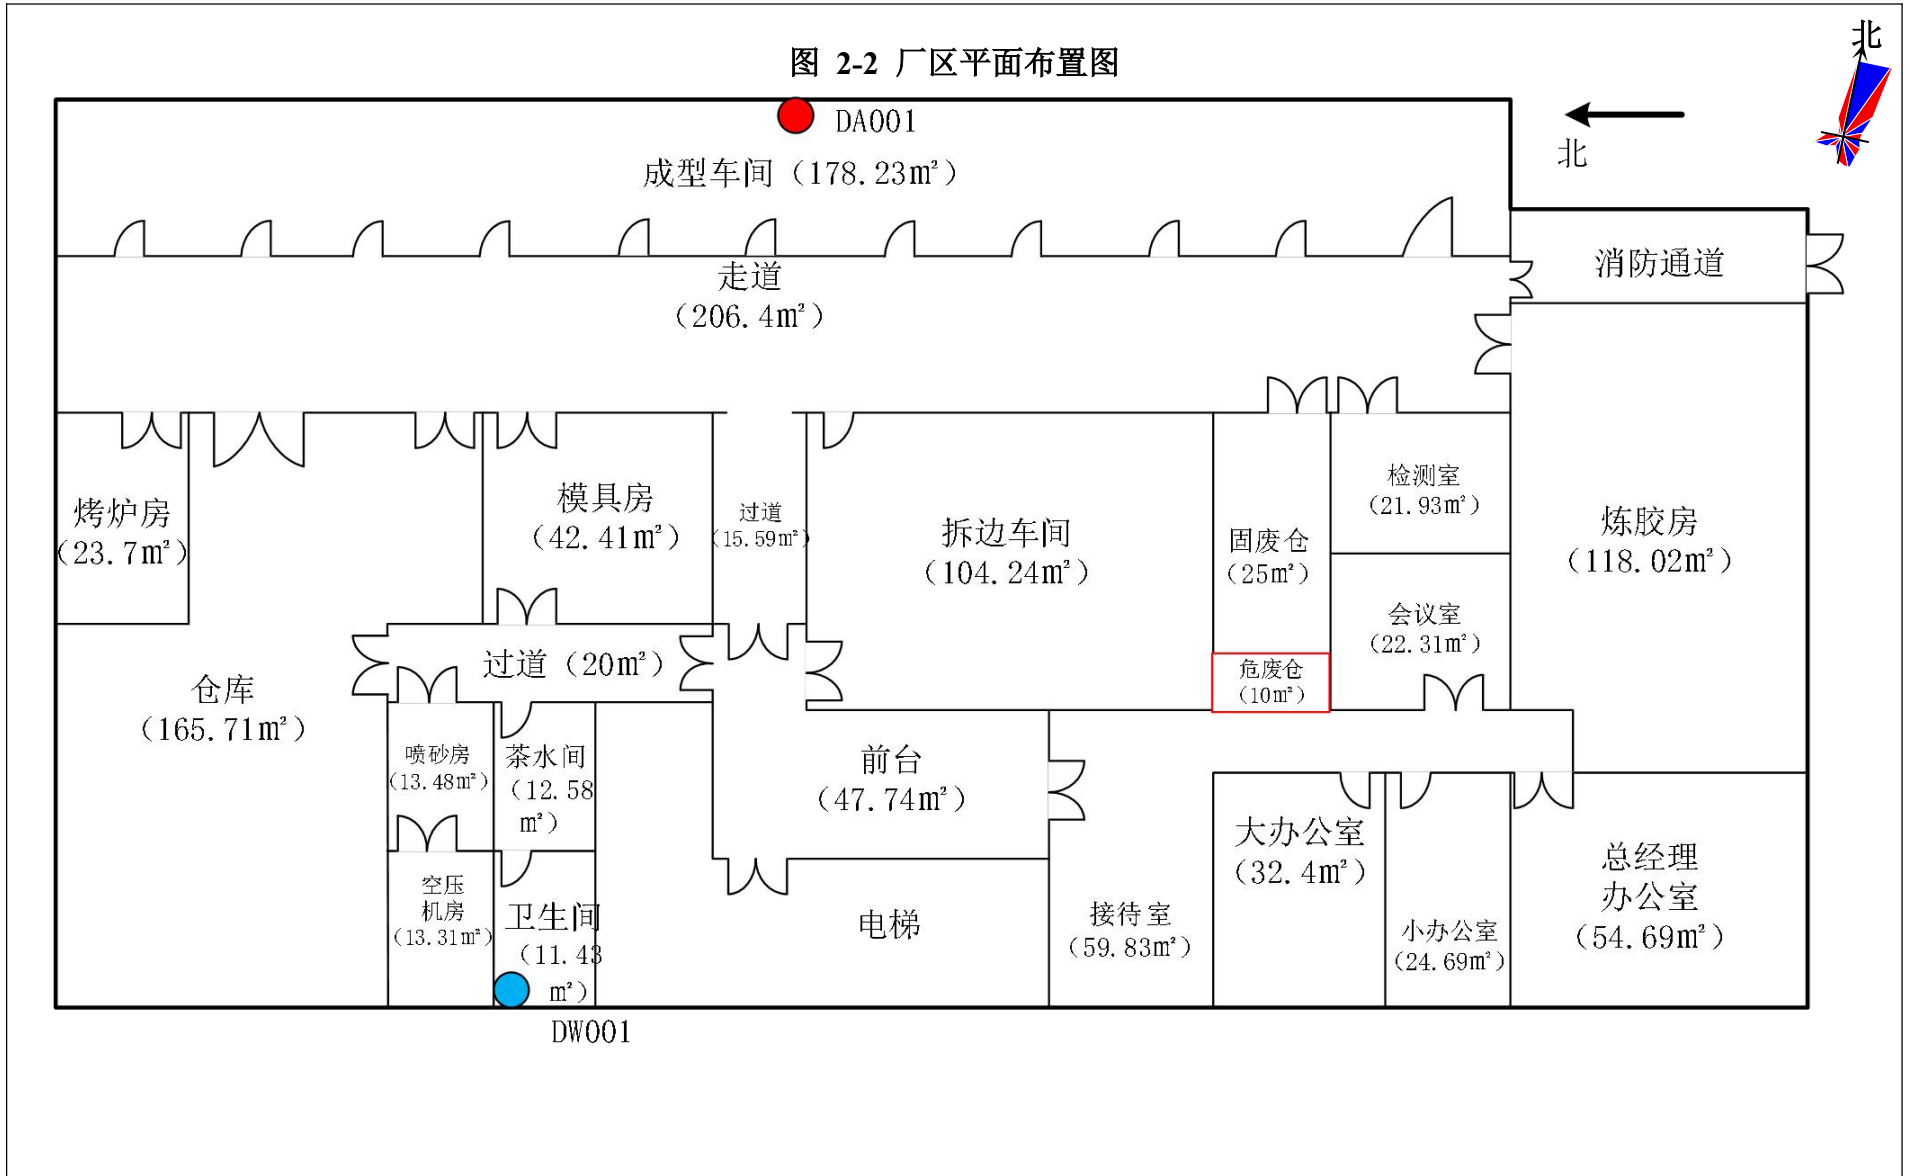 北
图 2-2 厂区平面布置图
DA001
北
成型车间（178.23m²）
消防通道
走道
（206.4m²）
烤炉房
（23.7m²）
模具房
（42.41m²）
过道
（15.59m²）
拆边车间
（104.24m²）
固废仓
（25m²）
检测室
（21.93m²）
炼胶房
（118.02m²）
会议室
（22.31m²）
过道（20m²）
危废仓
（10m²）
仓库
（165.71m²）
喷砂房
（13.48m²）
茶水间
（12.58
m²）
前台
（47.74m²）
大办公室
（32.4m²）
总经理
办公室
（54.69m²）
空压
机房
（13.31m²）
卫生间
（11.43
m²）
电梯
接待室
（59.83m²）
小办公室
（24.69m²）
DW001